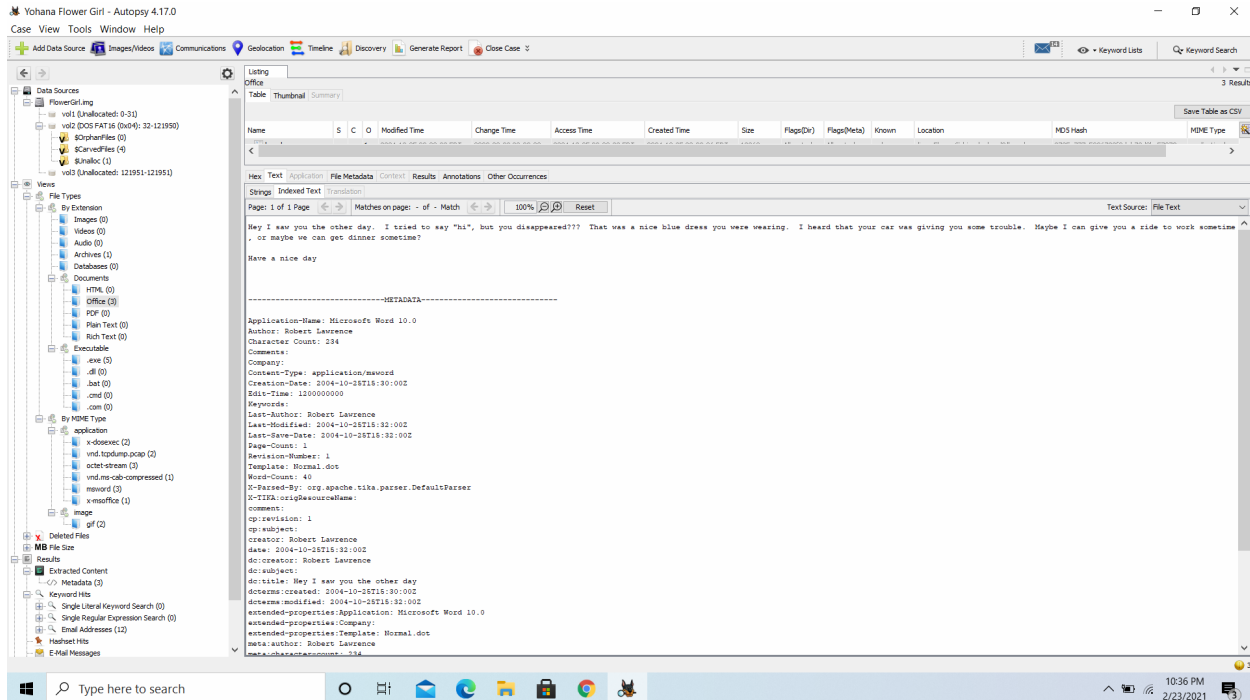 Yohana Flower Girl - Autopsy 4.17.0
Case View Tools Window Help
Add Data Source Images/Videos Communications Geolocation Timeline Discovery Generate Report Close Case Keyword Lists Keyword Search
Listing
Office
3 Results
Table Thumbnail Summary
Save Table as CSV
Name S C O Modified Time Change Time Access Time Created Time Size Flags(Dir) Flags(Meta) Known Location MD5 Hash MIME Type
Hex Text Application File Metadata Context Results Annotations Other Occurrences
Strings Indexed Text Translation
Page: 1 of 1 Page Matches on page: - of - Match 100% Reset Text Source: File Text
Hey I saw you the other day. I tried to say "hi", but you disappeared??? That was a nice blue dress you were wearing. I heard that your car was giving you some trouble. Maybe I can give you a ride to work sometime
, or maybe we can get dinner sometime?
Have a nice day
------------------------------METADATA------------------------------
Application-Name: Microsoft Word 10.0
Author: Robert Lawrence
Character Count: 234
Comments:
Company:
Content-Type: application/msword
Creation-Date: 2004-10-25T15:30:00Z
Edit-Time: 1200000000
Keywords:
Last-Author: Robert Lawrence
Last-Modified: 2004-10-25T15:32:00Z
Last-Save-Date: 2004-10-25T15:32:00Z
Page-Count: 1
Revision-Number: 1
Template: Normal.dot
Word-Count: 40
X-Parsed-By: org.apache.tika.parser.DefaultParser
X-TIKA:origResourceName:
comment:
cp:revision: 1
cp:subject:
creator: Robert Lawrence
date: 2004-10-25T15:32:00Z
dc:creator: Robert Lawrence
dc:subject:
dc:title: Hey I saw you the other day
dcterms:created: 2004-10-25T15:30:00Z
dcterms:modified: 2004-10-25T15:32:00Z
extended-properties:Application: Microsoft Word 10.0
extended-properties:Company:
extended-properties:Template: Normal.dot
meta:author: Robert Lawrence
meta:character-count: 234
Data Sources
FlowerGirl.img
vol1 (Unallocated: 0-31)
vol2 (DOS FAT16 (0x04): 32-121950)
$OrphanFiles (0)
$CarvedFiles (4)
$Unalloc (1)
vol3 (Unallocated: 121951-121951)
Views
File Types
By Extension
Images (0)
Videos (0)
Audio (0)
Archives (1)
Databases (0)
Documents
HTML (0)
Office (3)
PDF (0)
Plain Text (0)
Rich Text (0)
Executable
.exe (5)
.dll (0)
.bat (0)
.cmd (0)
.com (0)
By MIME Type
application
x-dosexec (2)
vnd.tcpdump.pcap (2)
octet-stream (3)
vnd.ms-cab-compressed (1)
msword (3)
x-msoffice (1)
image
gif (2)
Deleted Files
MB File Size
Results
Extracted Content
Metadata (3)
Keyword Hits
Single Literal Keyword Search (0)
Single Regular Expression Search (0)
Email Addresses (12)
Hashset Hits
E-Mail Messages
Type here to search
10:36 PM
2/23/2021